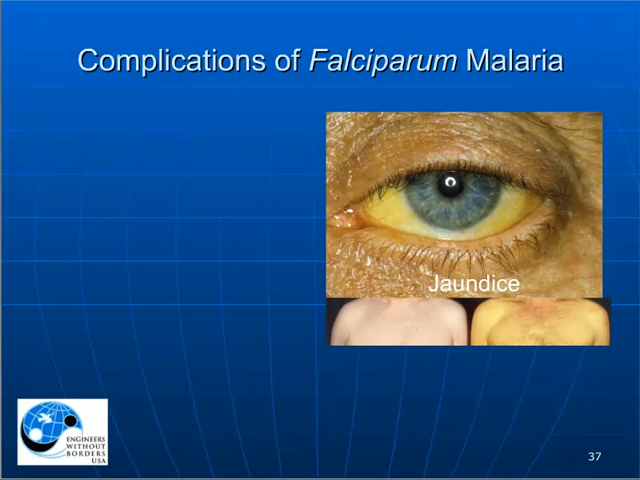 Complications of Falciparum Malaria
Jaundice
ENGINEERS
WITHOUT
BORDERS
USA
37